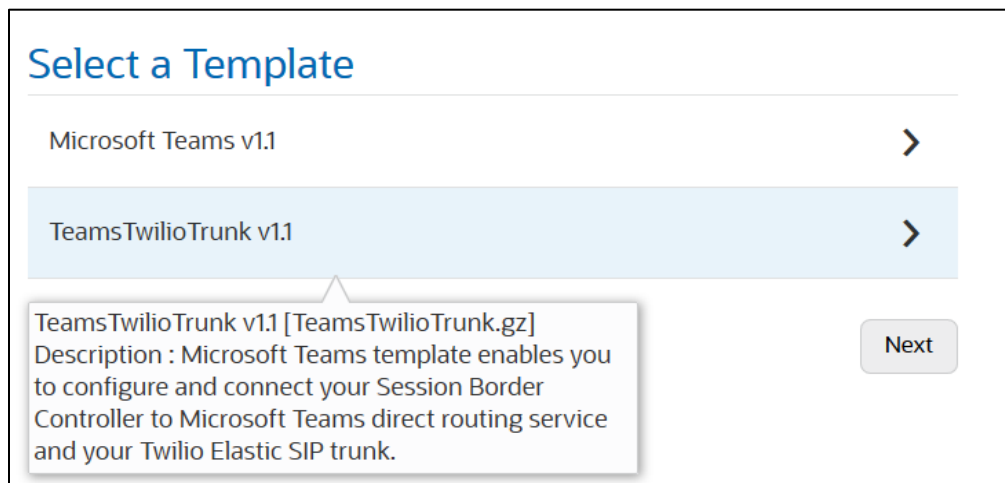 Select a Template
Microsoft Teams v1.1
TeamsTwilioTrunk v1.1
TeamsTwilioTrunk v1.1 [TeamsTwilioTrunk.gz]
Description : Microsoft Teams template enables you
to configure and connect your Session Border
Controller to Microsoft Teams direct routing service
and your Twilio Elastic SIP trunk.
Next